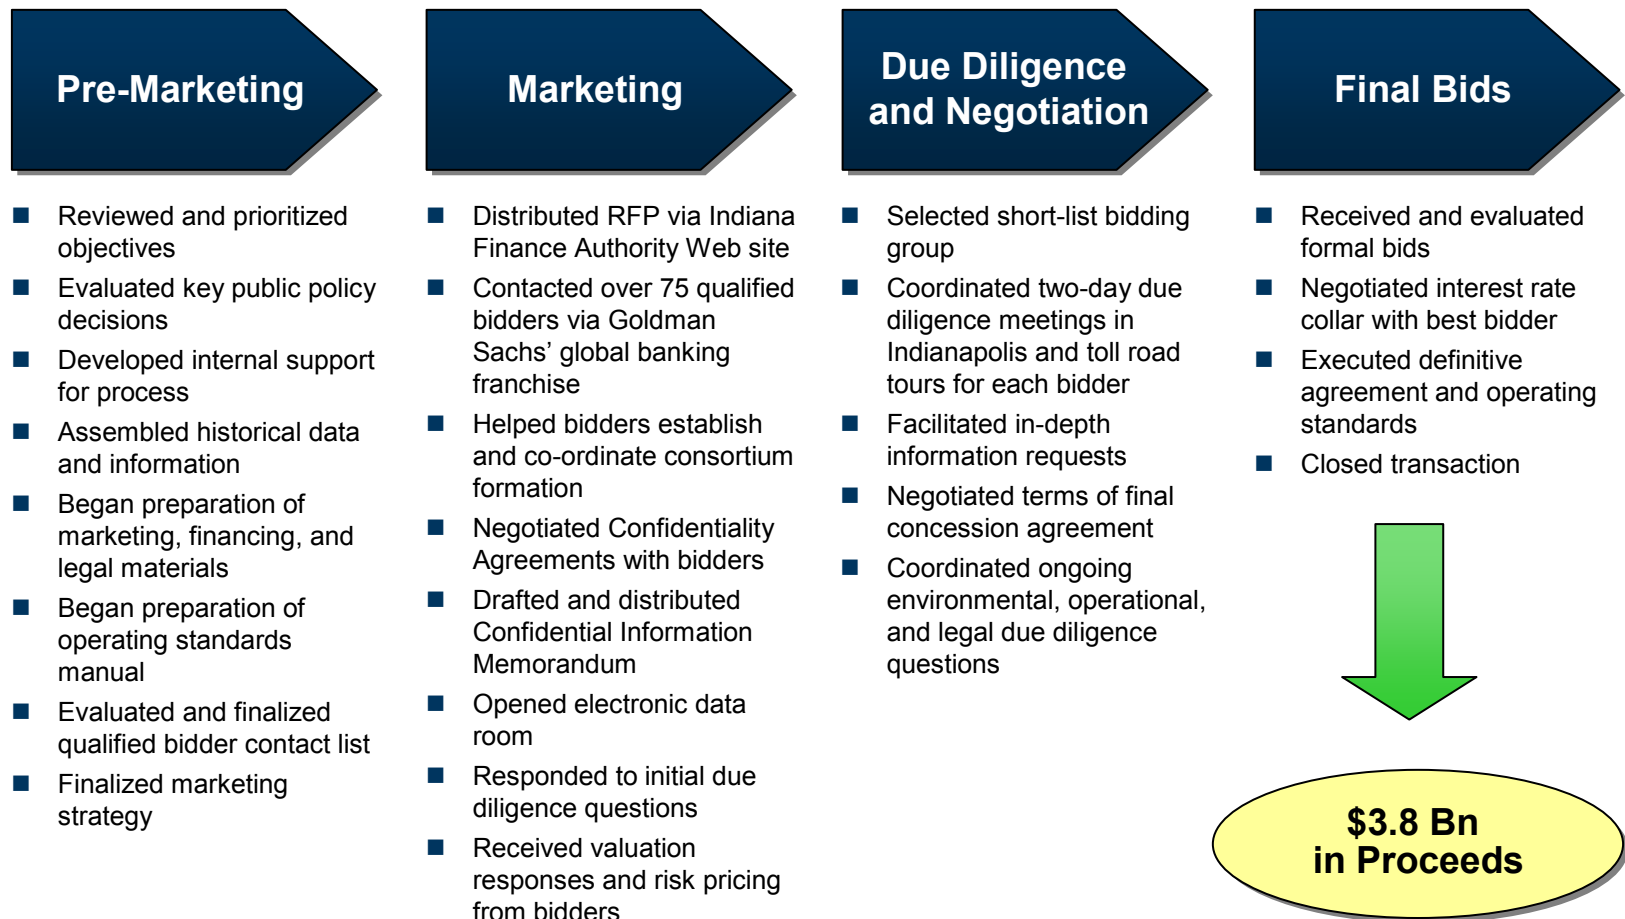 Pre-Marketing
Reviewed and prioritized
objectives
Evaluated key public policy
decisions
Developed internal support
for process
Assembled historical data
and information
Began preparation of
marketing, financing, and
legal materials
Began preparation of
operating standards
manual
Evaluated and finalized
qualified bidder contact list
Finalized marketing
strategy
Marketing
Distributed RFP via Indiana
Finance Authority Web site
Contacted over 75 qualified
bidders via Goldman
Sachs’ global banking
franchise
Helped bidders establish
and co-ordinate consortium
formation
Negotiated Confidentiality
Agreements with bidders
Drafted and distributed
Confidential Information
Memorandum
Opened electronic data
room
Responded to initial due
diligence questions
Received valuation
responses and risk pricing
from bidders
Due Diligence
and Negotiation
Selected short-list bidding
group
Coordinated two-day due
diligence meetings in
Indianapolis and toll road
tours for each bidder
Facilitated in-depth
information requests
Negotiated terms of final
concession agreement
Coordinated ongoing
environmental, operational,
and legal due diligence
questions
Final Bids
Received and evaluated
formal bids
Negotiated interest rate
collar with best bidder
Executed definitive
agreement and operating
standards
Closed transaction
$3.8 Bn
in Proceeds